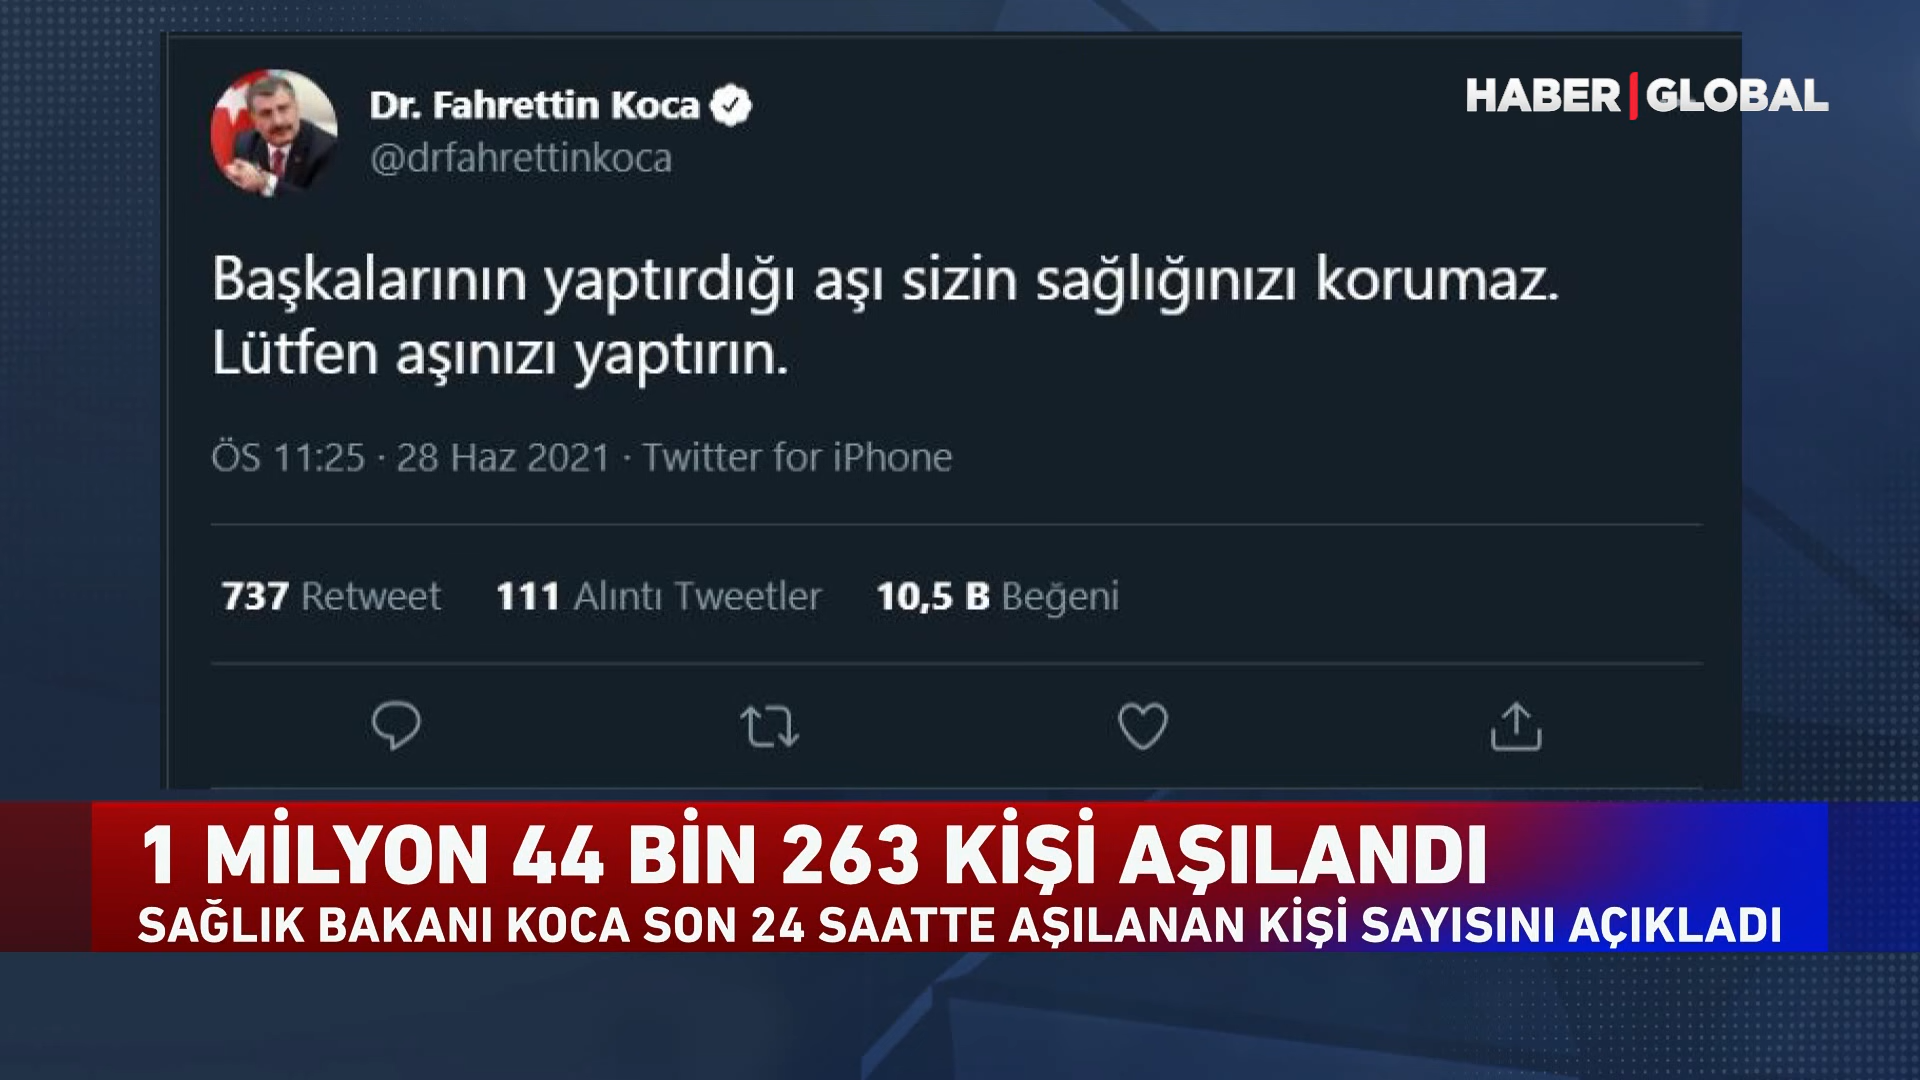 Dr. Fahrettin Koca
@drfahrettinkoca
HABER GLOBAL
Başkalarının yaptırdığı aşı sizin sağlığınızı korumaz.
Lütfen aşınızı yaptırın.
ÖS 11:25 · 28 Haz 2021 · Twitter for iPhone
737 Retweet 111 Alıntı Tweetler 10,5 B Beğeni
1 MİLYON 44 BİN 263 KİŞİ AŞILANDI
SAĞLIK BAKANI KOCA SON 24 SAATTE AŞILANAN KİŞİ SAYISINI AÇIKLADI